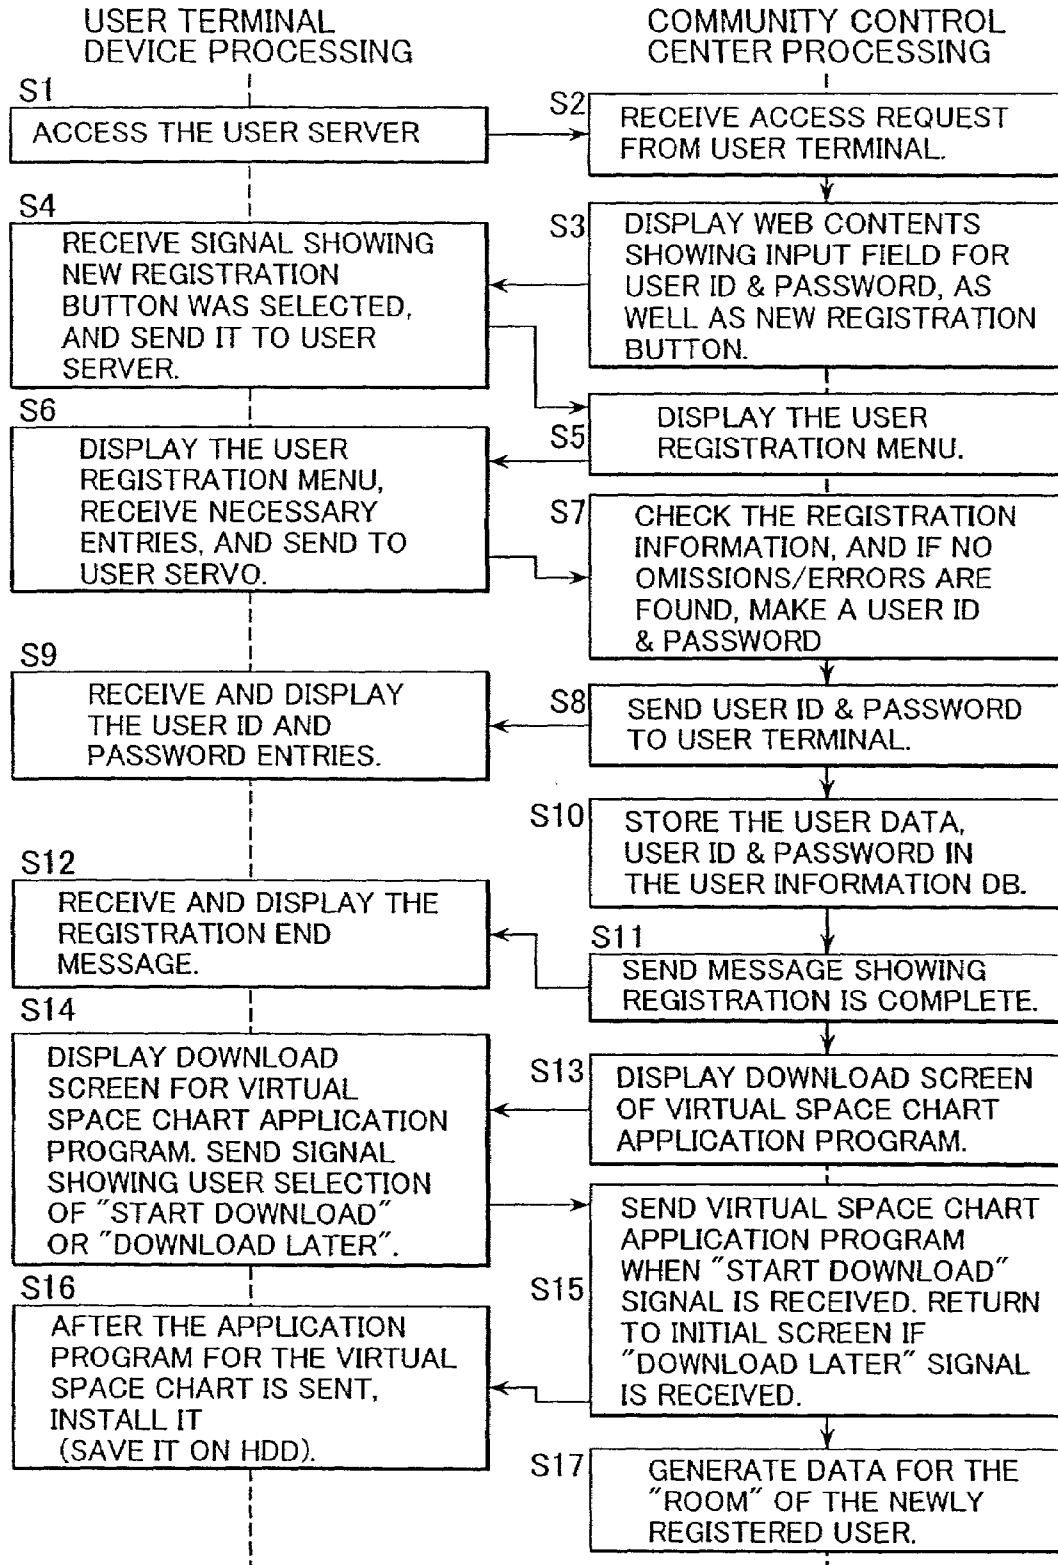 USER TERMINAL
DEVICE PROCESSING
COMMUNITY CONTROL
CENTER PROCESSING
S1
ACCESS THE USER SERVER
S2
RECEIVE ACCESS REQUEST
FROM USER TERMINAL.
S3
DISPLAY WEB CONTENTS
SHOWING INPUT FIELD FOR
USER ID & PASSWORD, AS
WELL AS NEW REGISTRATION
BUTTON.
S4
RECEIVE SIGNAL SHOWING
NEW REGISTRATION
BUTTON WAS SELECTED,
AND SEND IT TO USER
SERVER.
S5
DISPLAY THE USER
REGISTRATION MENU.
S6
DISPLAY THE USER
REGISTRATION MENU,
RECEIVE NECESSARY
ENTRIES, AND SEND TO
USER SERVO.
S7
CHECK THE REGISTRATION
INFORMATION, AND IF NO
OMISSIONS/ERRORS ARE
FOUND, MAKE A USER ID
& PASSWORD
S8
SEND USER ID & PASSWORD
TO USER TERMINAL.
S9
RECEIVE AND DISPLAY
THE USER ID AND
PASSWORD ENTRIES.
S10
STORE THE USER DATA,
USER ID & PASSWORD IN
THE USER INFORMATION DB.
S11
SEND MESSAGE SHOWING
REGISTRATION IS COMPLETE.
S12
RECEIVE AND DISPLAY THE
REGISTRATION END
MESSAGE.
S13
DISPLAY DOWNLOAD SCREEN
OF VIRTUAL SPACE CHART
APPLICATION PROGRAM.
S14
DISPLAY DOWNLOAD
SCREEN FOR VIRTUAL
SPACE CHART APPLICATION
PROGRAM. SEND SIGNAL
SHOWING USER SELECTION
OF "START DOWNLOAD"
OR "DOWNLOAD LATER".
S15
SEND VIRTUAL SPACE CHART
APPLICATION PROGRAM
WHEN "START DOWNLOAD"
SIGNAL IS RECEIVED. RETURN
TO INITIAL SCREEN IF
"DOWNLOAD LATER" SIGNAL
IS RECEIVED.
S16
AFTER THE APPLICATION
PROGRAM FOR THE VIRTUAL
SPACE CHART IS SENT,
INSTALL IT
(SAVE IT ON HDD).
S17
GENERATE DATA FOR THE
"ROOM" OF THE NEWLY
REGISTERED USER.